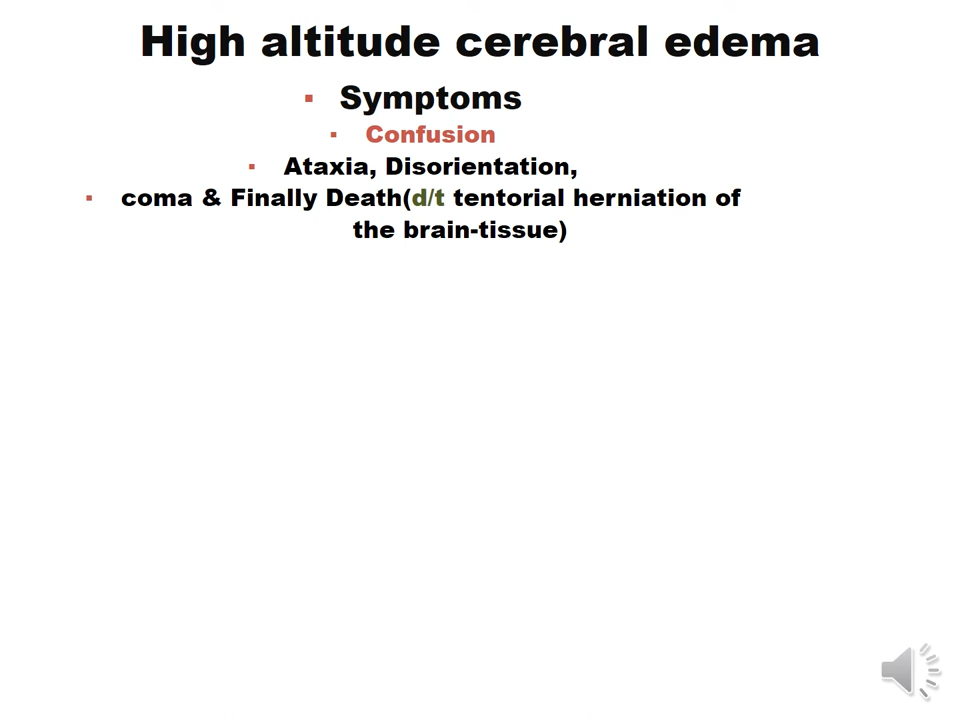 High altitude cerebral edema
▪ Symptoms
▪ Confusion
▪ Ataxia, Disorientation,
▪ coma & Finally Death(d/t tentorial herniation of
the brain-tissue)